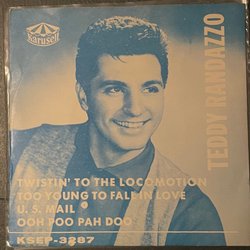 Karusell
TEDDY RANDAZZO
TWISTIN' TO THE LOCOMOTION
TOO YOUNG TO FALL IN LOVE
U. S. MAIL
OOH POO PAH DOO
KSEP-3287